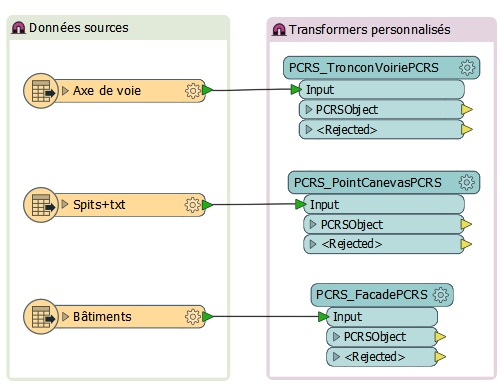 Données sources
Transformers personnalisés
Axe de voie
PCRS_TronconVoiriePCRS
Input
PCRSObject
<Rejected>
Spits+txt
PCRS_PointCanevasPCRS
Input
PCRSObject
<Rejected>
Bâtiments
PCRS_FacadePCRS
Input
PCRSObject
<Rejected>